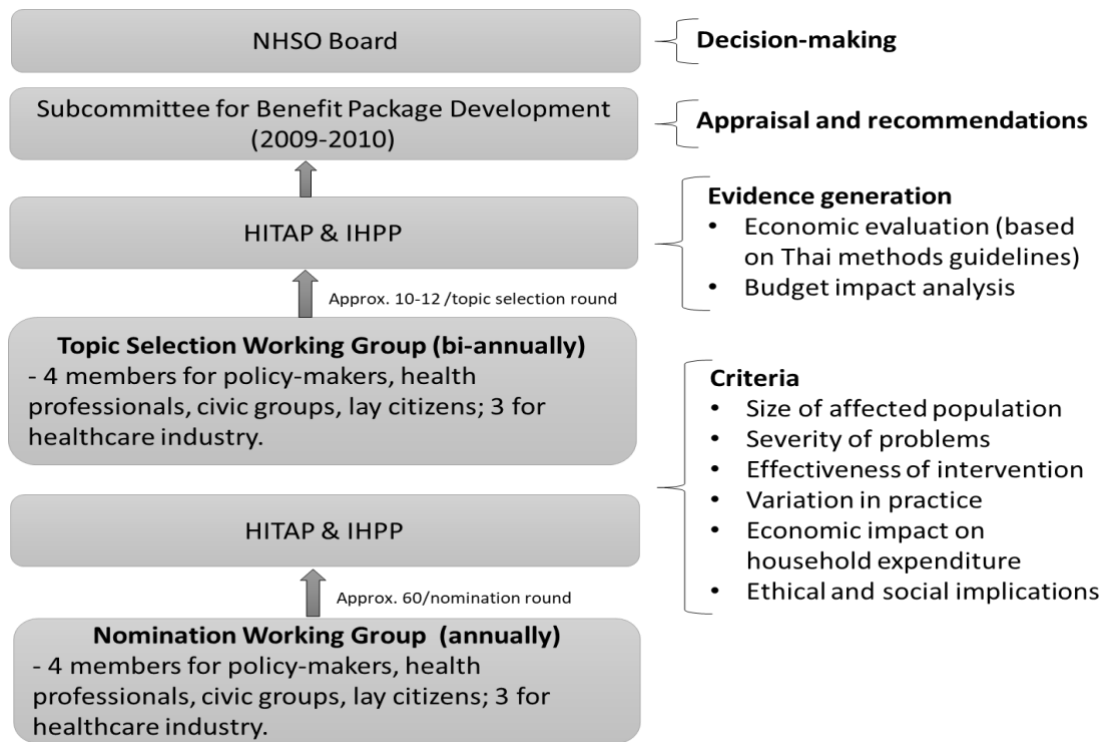 NHSO Board
Decision-making
Subcommittee for Benefit Package Development
(2009-2010)
Appraisal and recommendations
HITAP & IHPP
Evidence generation
• Economic evaluation (based
on Thai methods guidelines)
• Budget impact analysis
Approx. 10-12 /topic selection round
Topic Selection Working Group (bi-annually)
- 4 members for policy-makers, health
professionals, civic groups, lay citizens; 3 for
healthcare industry.
Criteria
• Size of affected population
• Severity of problems
• Effectiveness of intervention
• Variation in practice
• Economic impact on
household expenditure
• Ethical and social implications
HITAP & IHPP
Approx. 60/nomination round
Nomination Working Group (annually)
- 4 members for policy-makers, health
professionals, civic groups, lay citizens; 3 for
healthcare industry.